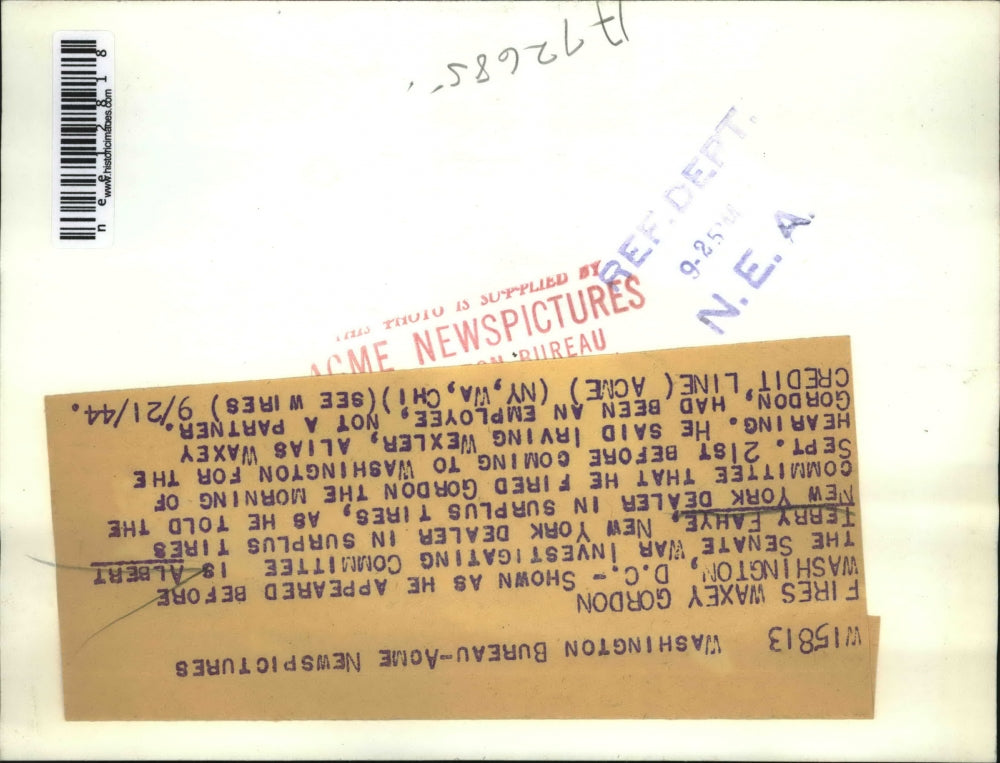 W15813 WASHINGTON BUREAU-ACME NEWSPICTURES
FIRES WAXEY GORDON
WASHINGTON, D.C.- SHOWN AS HE APPEARED BEFORE
THE SENATE WAR INVESTIGATING COMMITTEE IS ALBERT
TERRY FAHYE, NEW YORK DEALER IN SURPLUS TIRES
NEW YORK DEALER IN SURPLUS TIRES, AS HE TOLD THE
COMMITTEE THAT HE FIRED GORDON THE MORNING OF
SEPT. 21ST BEFORE COMING TO WASHINGTON FOR THE
HEARING. HE SAID IRVING WEXLER, ALIAS WAXEY
GORDON, HAD BEEN AN EMPLOYEE, NOT A PARTNER.
CREDIT LINE (ACME) (NY,WA,CHI)(SEE WIRES) 9/21/44.
THIS PHOTO IS SUPPLIED BY
ACME NEWSPICTURES
BUREAU
REF. DEPT.
N. E. A.
www.historicimages.com
nee12818